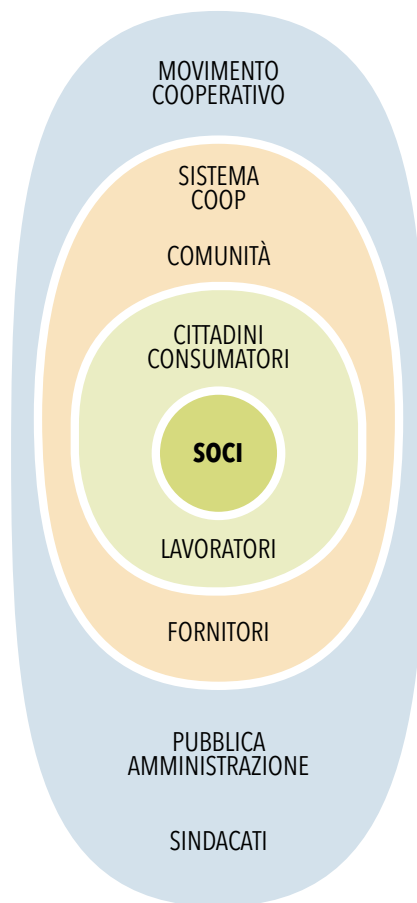 MOVIMENTO
COOPERATIVO
SISTEMA
COOP
COMUNITÀ
CITTADINI
CONSUMATORI
SOCI
LAVORATORI
FORNITORI
PUBBLICA
AMMINISTRAZIONE
SINDACATI